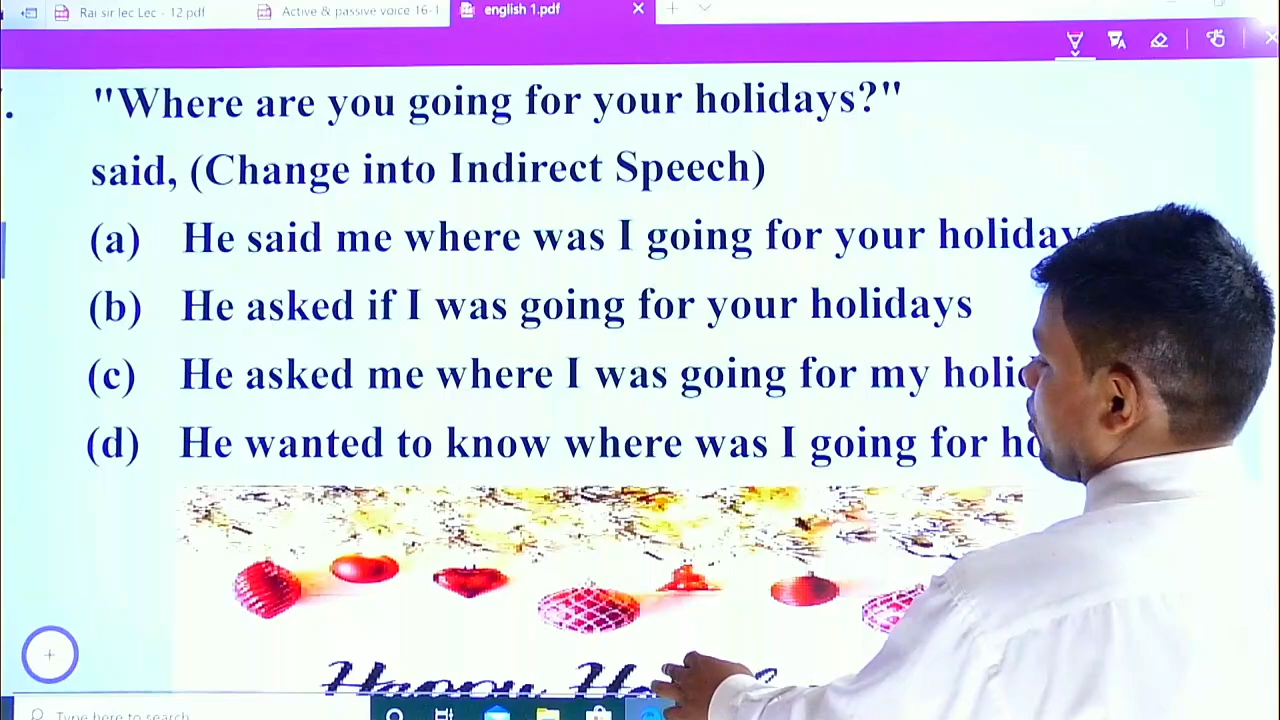 Rai sir lec Lec - 12 pdf
Active & passive voice 16-1
english 1.pdf
"Where are you going for your holidays?"
said, (Change into Indirect Speech)
(a) He said me where was I going for your
(b) He asked if I was going for your holidays
(c) He asked me where I was going for my
(d) He wanted to know where was I going for
Happy
Type here to search